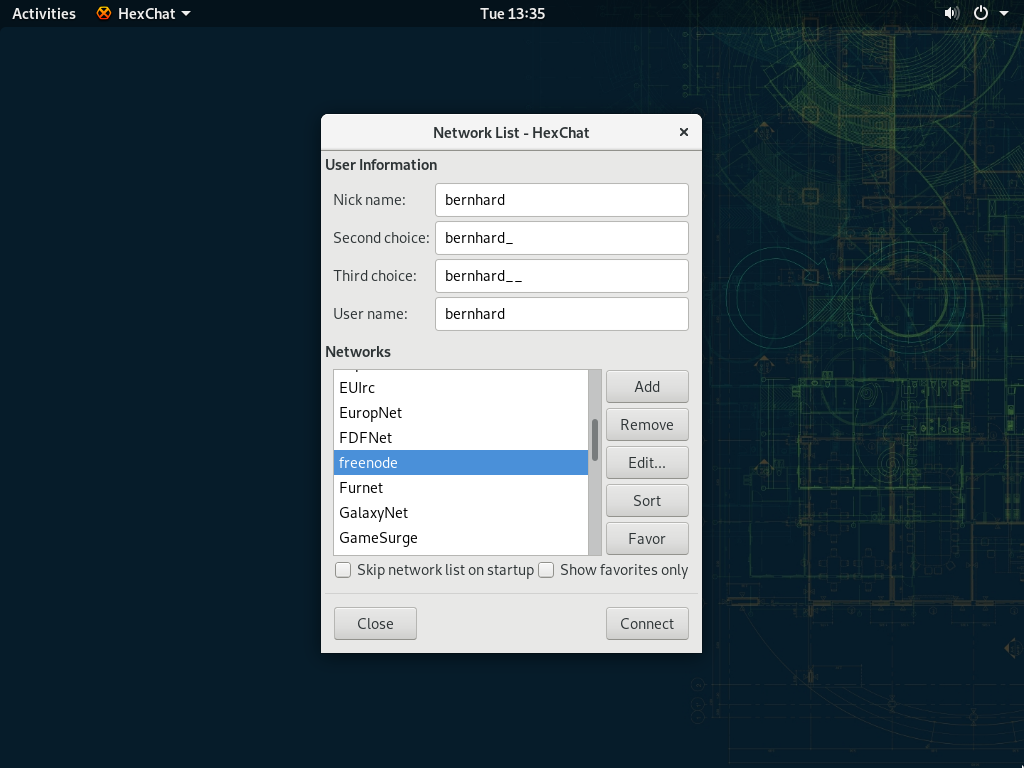 Activities HexChat Tue 13:35
Network List - HexChat
User Information
Nick name: bernhard
Second choice: bernhard_
Third choice: bernhard__
User name: bernhard
Networks
EUIrc
EuropNet
FDFNet
freenode
Furnet
GalaxyNet
GameSurge
Add
Remove
Edit...
Sort
Favor
Skip network list on startup Show favorites only
Close Connect